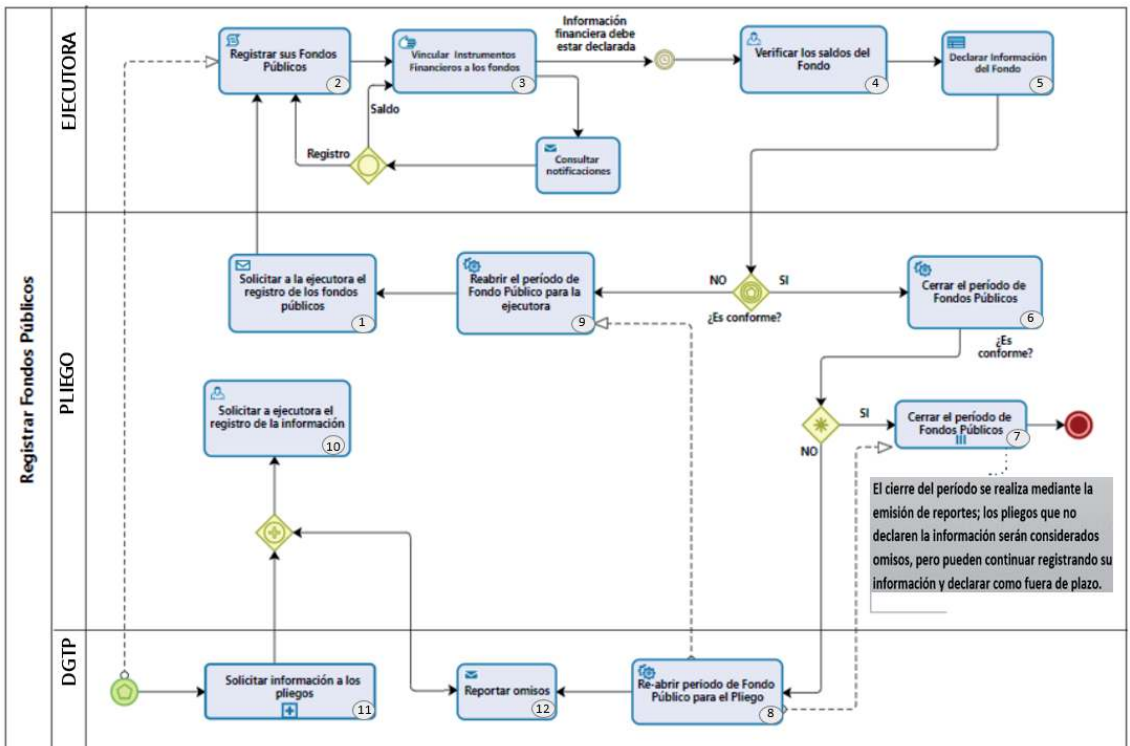 Registrar Fondos Públicos
EJECUTORA
Registrar sus Fondos
Públicos
2
Vincular Instrumentos
Financieros a los fondos
3
Información
financiera debe
estar declarada
Verificar los saldos del
Fondo
4
Declarar Información
del Fondo
5
Saldo
Registro
Consultar
notificaciones
PLIEGO
Solicitar a la ejecutora el
registro de los fondos
públicos
1
Reabrir el período de
Fondo Público para la
ejecutora
9
NO
SI
¿Es conforme?
Cerrar el período de
Fondos Públicos
6
¿Es
conforme?
Solicitar a ejecutora el
registro de la información
10
SI
NO
Cerrar el período de
Fondos Públicos
7
El cierre del período se realiza mediante la
emisión de reportes; los pliegos que no
declaren la información serán considerados
omisos, pero pueden continuar registrando su
información y declarar como fuera de plazo.
DGTP
Solicitar información a los
pliegos
11
Reportar omisos
12
Re-abrir periodo de Fondo
Público para el Pliego
8